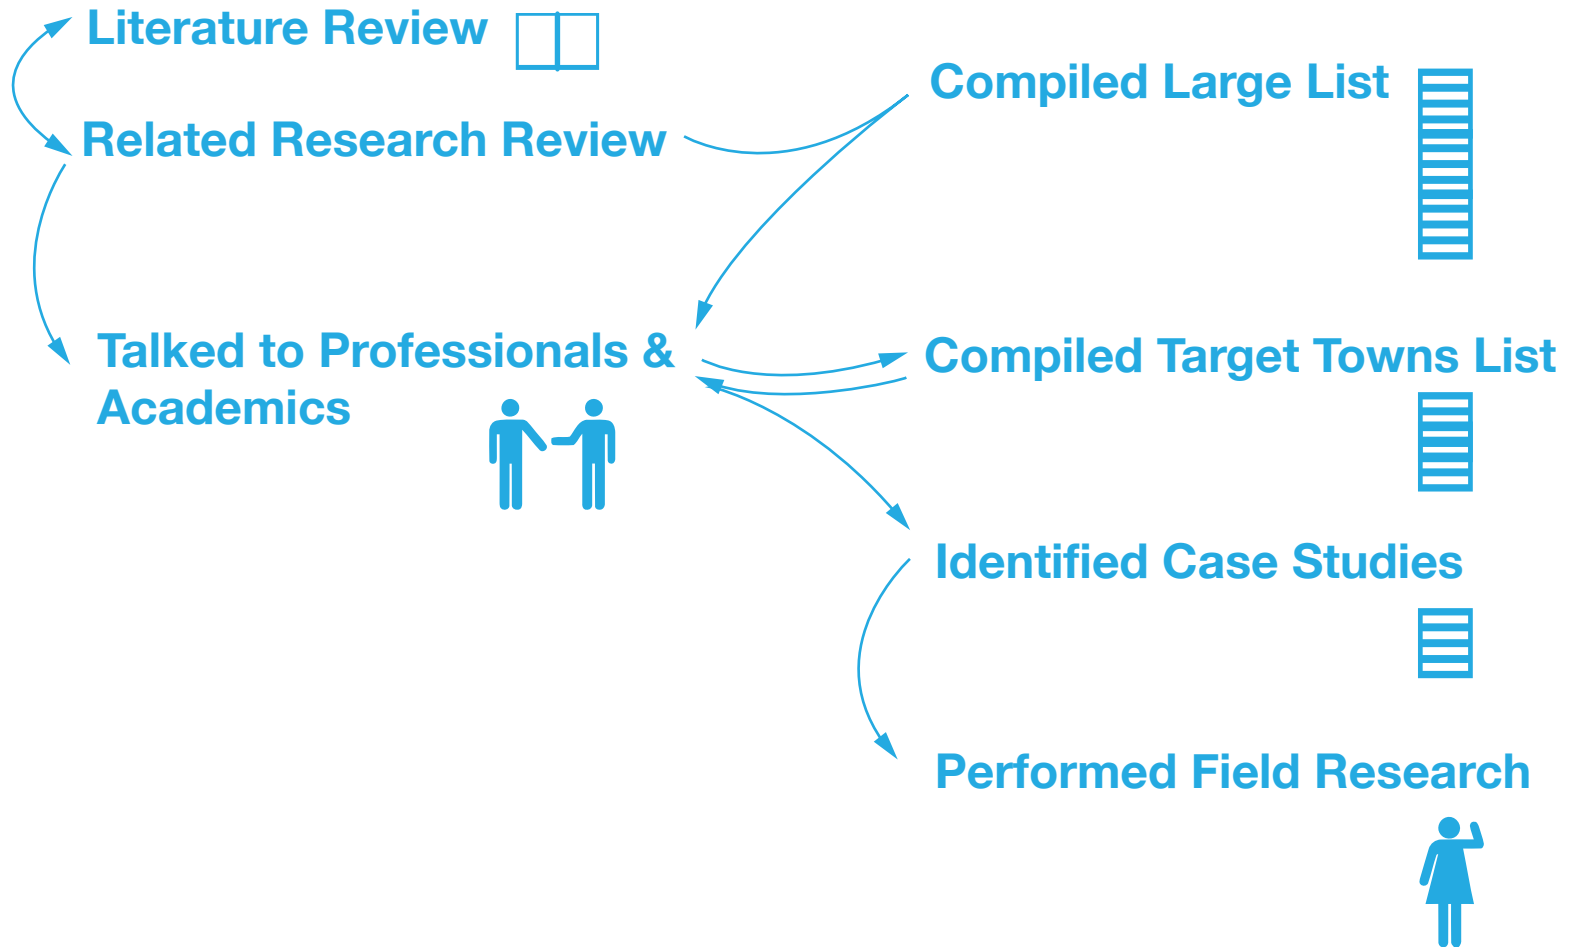 Literature Review
Related Research Review
Talked to Professionals &
Academics
Compiled Large List
Compiled Target Towns List
Identified Case Studies
Performed Field Research